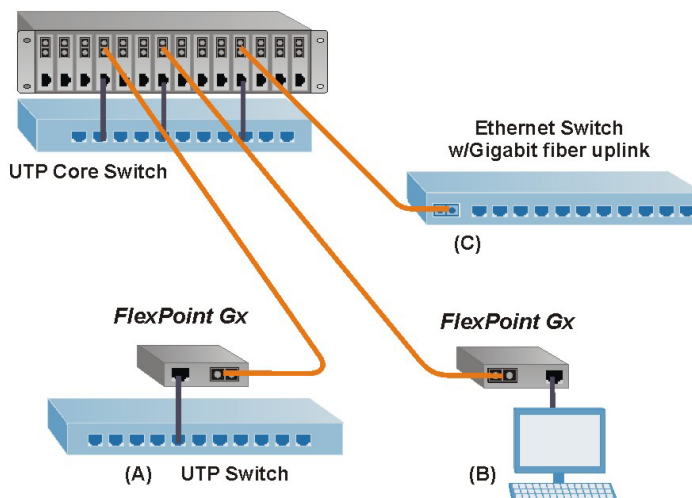 UTP Core Switch
Ethernet Switch
w/Gigabit fiber uplink
(C)
FlexPoint Gx
FlexPoint Gx
(A)
UTP Switch
(B)